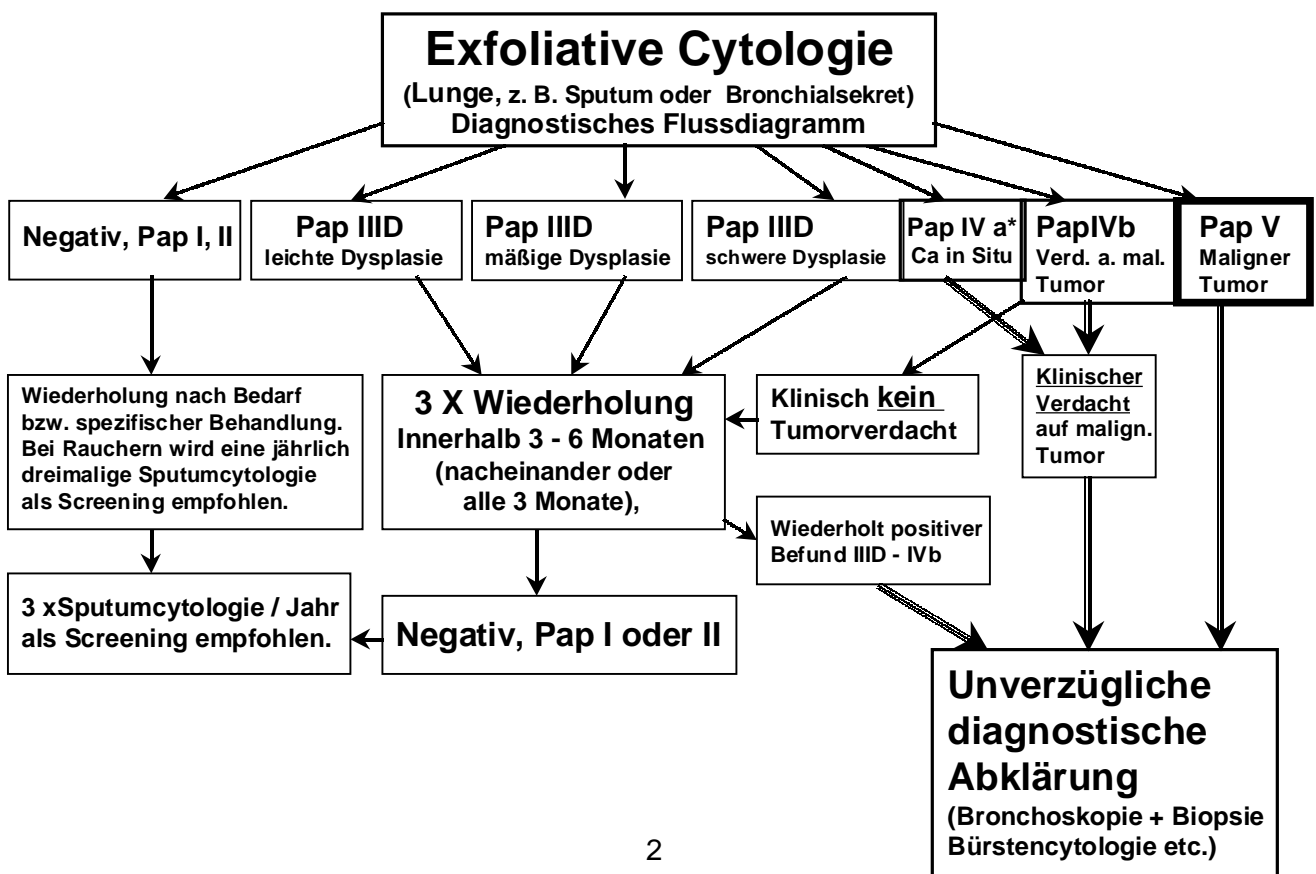 Exfoliative Cytologie
(Lunge, z. B. Sputum oder Bronchialsekret)
Diagnostisches Flussdiagramm
Negativ, Pap I, II
Pap IIID
leichte Dysplasie
Pap IIID
mäßige Dysplasie
Pap IIID
schwere Dysplasie
Pap IV a*
Ca in Situ
PapIVb
Verd. a. mal.
Tumor
Pap V
Maligner
Tumor
Wiederholung nach Bedarf
bzw. spezifischer Behandlung.
Bei Rauchern wird eine jährlich
dreimalige Sputumcytologie
als Screening empfohlen.
3 X Wiederholung
Innerhalb 3 - 6 Monaten
(nacheinander oder
alle 3 Monate),
Klinisch kein
Tumorverdacht
Klinischer
Verdacht
auf malign.
Tumor
Wiederholt positiver
Befund IIID - IVb
3 xSputumcytologie / Jahr
als Screening empfohlen.
Negativ, Pap I oder II
Unverzügliche
diagnostische
Abklärung
(Bronchoskopie + Biopsie
Bürstencytologie etc.)
2